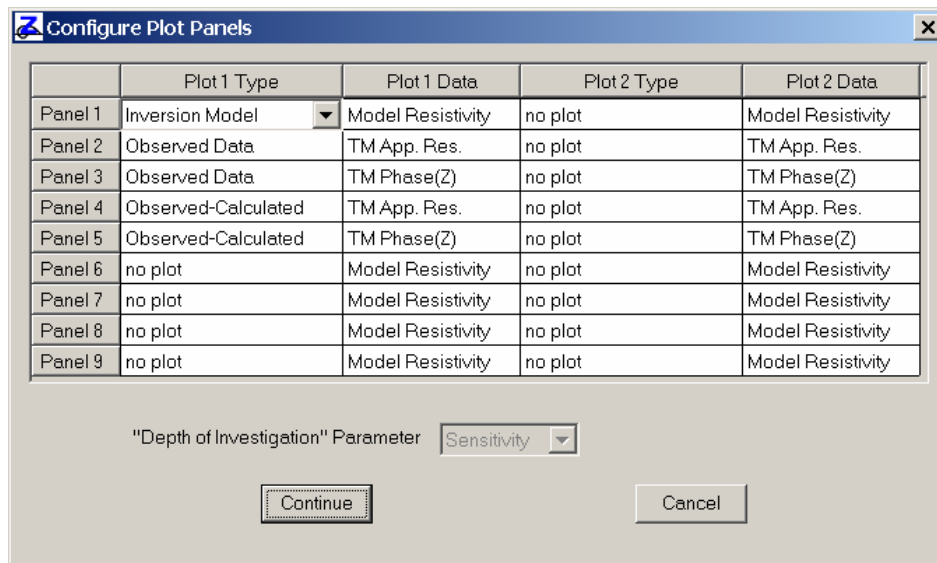 Configure Plot Panels
Plot 1 Type Plot 1 Data Plot 2 Type Plot 2 Data
Panel 1 Inversion Model Model Resistivity no plot Model Resistivity
Panel 2 Observed Data TM App. Res. no plot TM App. Res.
Panel 3 Observed Data TM Phase(Z) no plot TM Phase(Z)
Panel 4 Observed-Calculated TM App. Res. no plot TM App. Res.
Panel 5 Observed-Calculated TM Phase(Z) no plot TM Phase(Z)
Panel 6 no plot Model Resistivity no plot Model Resistivity
Panel 7 no plot Model Resistivity no plot Model Resistivity
Panel 8 no plot Model Resistivity no plot Model Resistivity
Panel 9 no plot Model Resistivity no plot Model Resistivity
"Depth of Investigation" Parameter Sensitivity
Continue Cancel